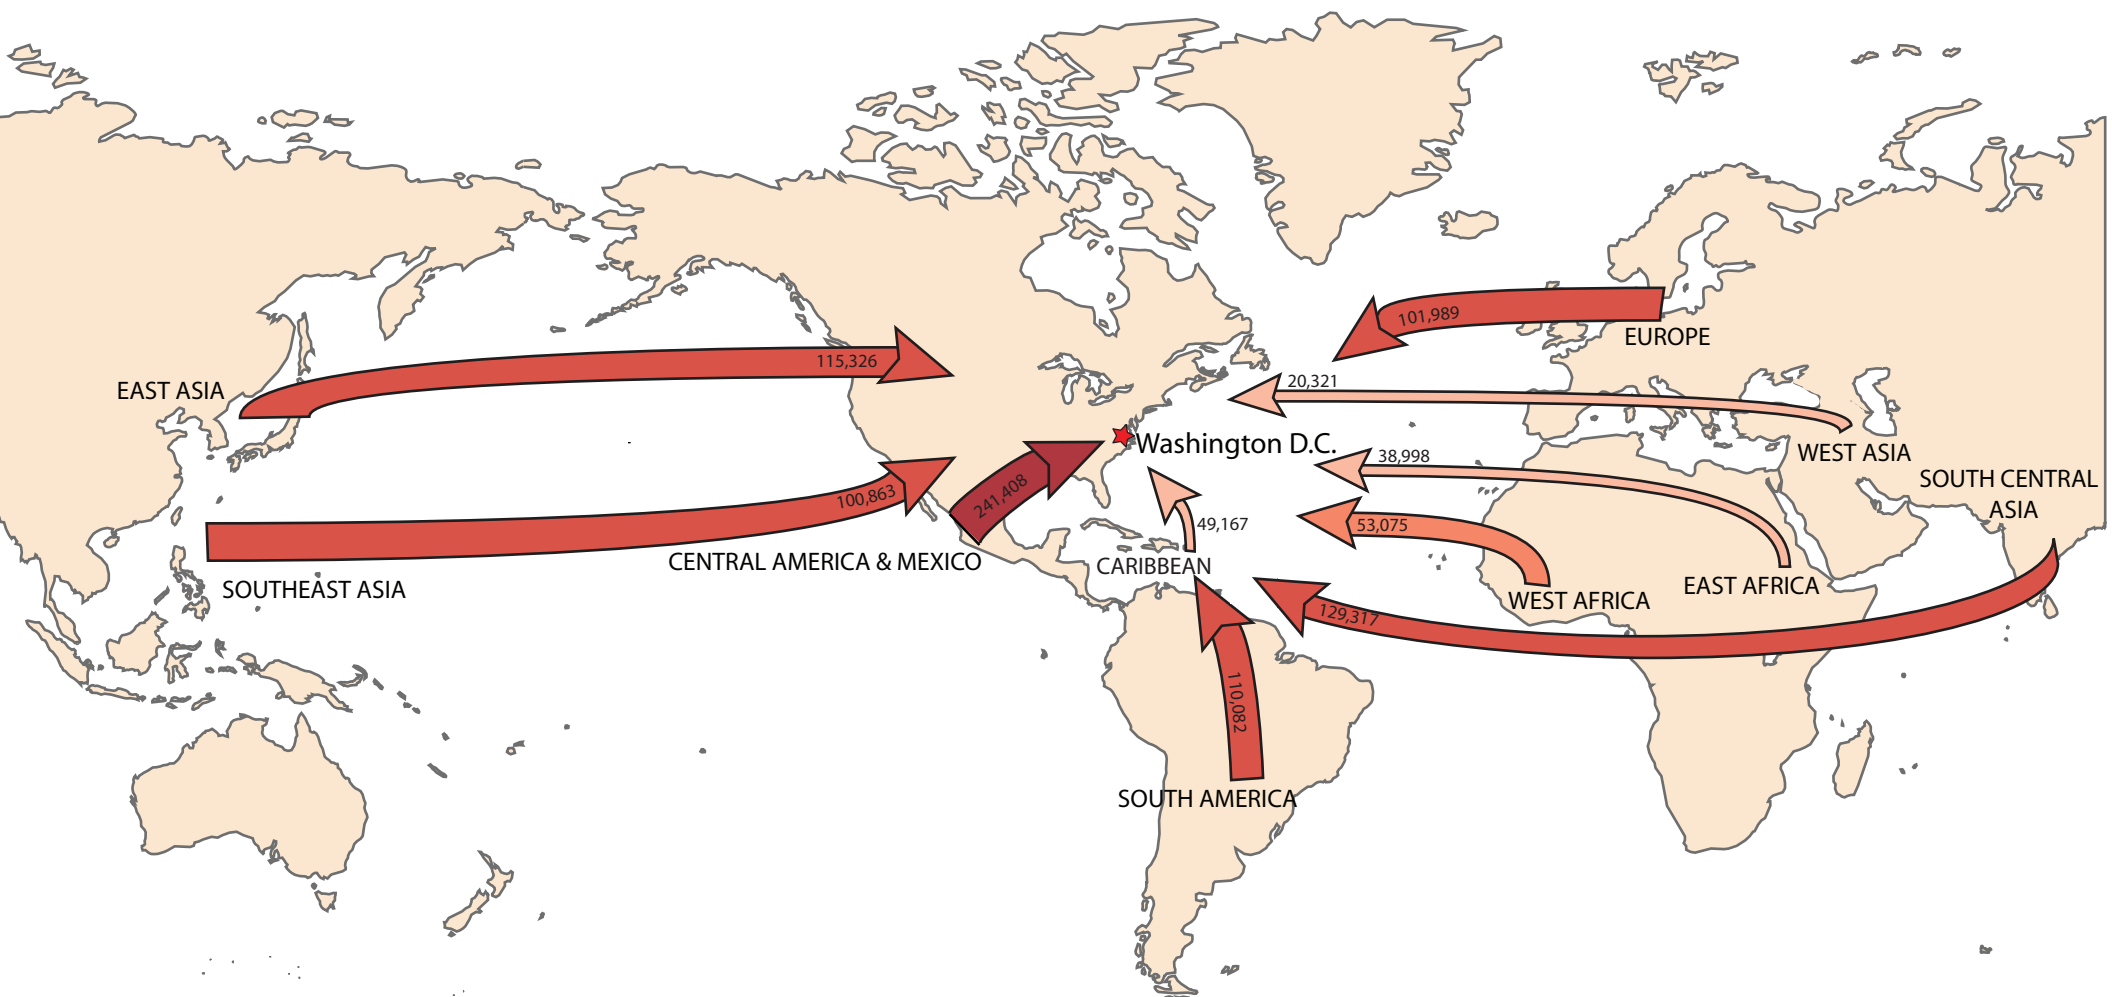 101,989
EUROPE
115,326
EAST ASIA
20,321
Washington D.C.
WEST ASIA
38,998
SOUTH CENTRAL
ASIA
100,863
241,408
49,167
53,075
CENTRAL AMERICA & MEXICO
CARIBBEAN
SOUTHEAST ASIA
EAST AFRICA
WEST AFRICA
129,317
110,082
SOUTH AMERICA